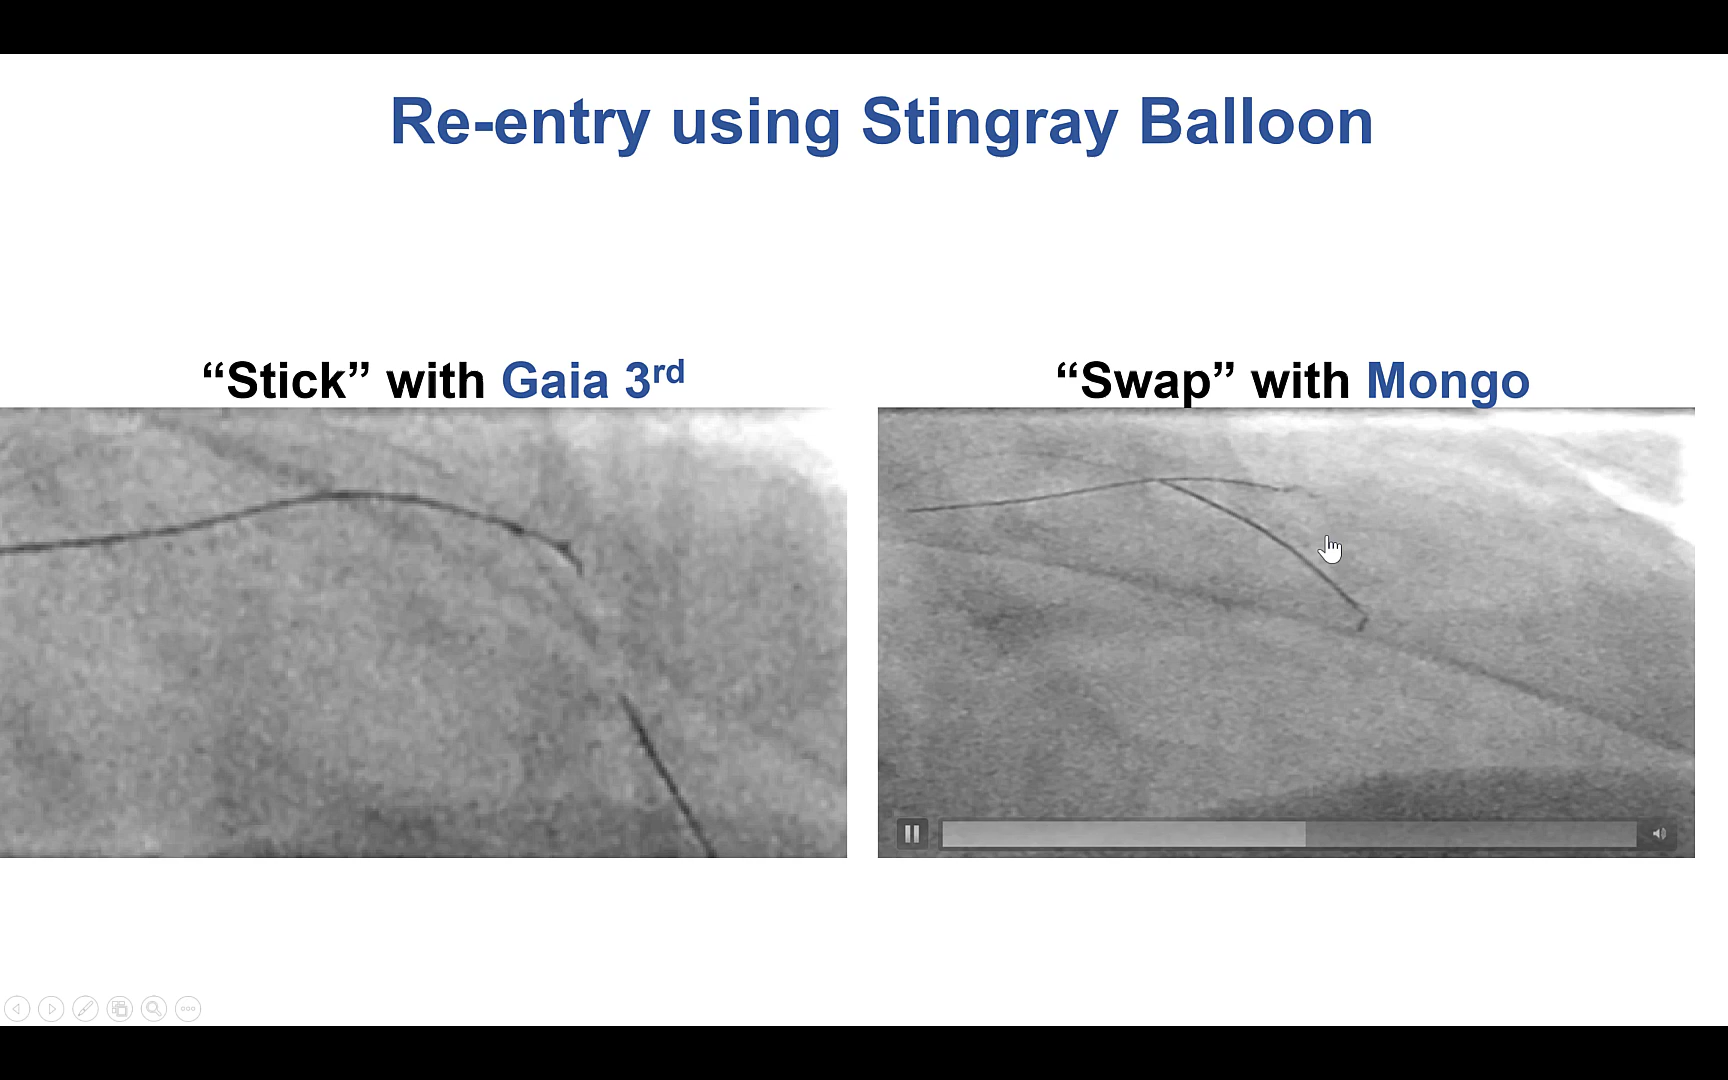 Re-entry using Stingray Balloon
“Stick” with Gaia 3rd
“Swap” with Mongo